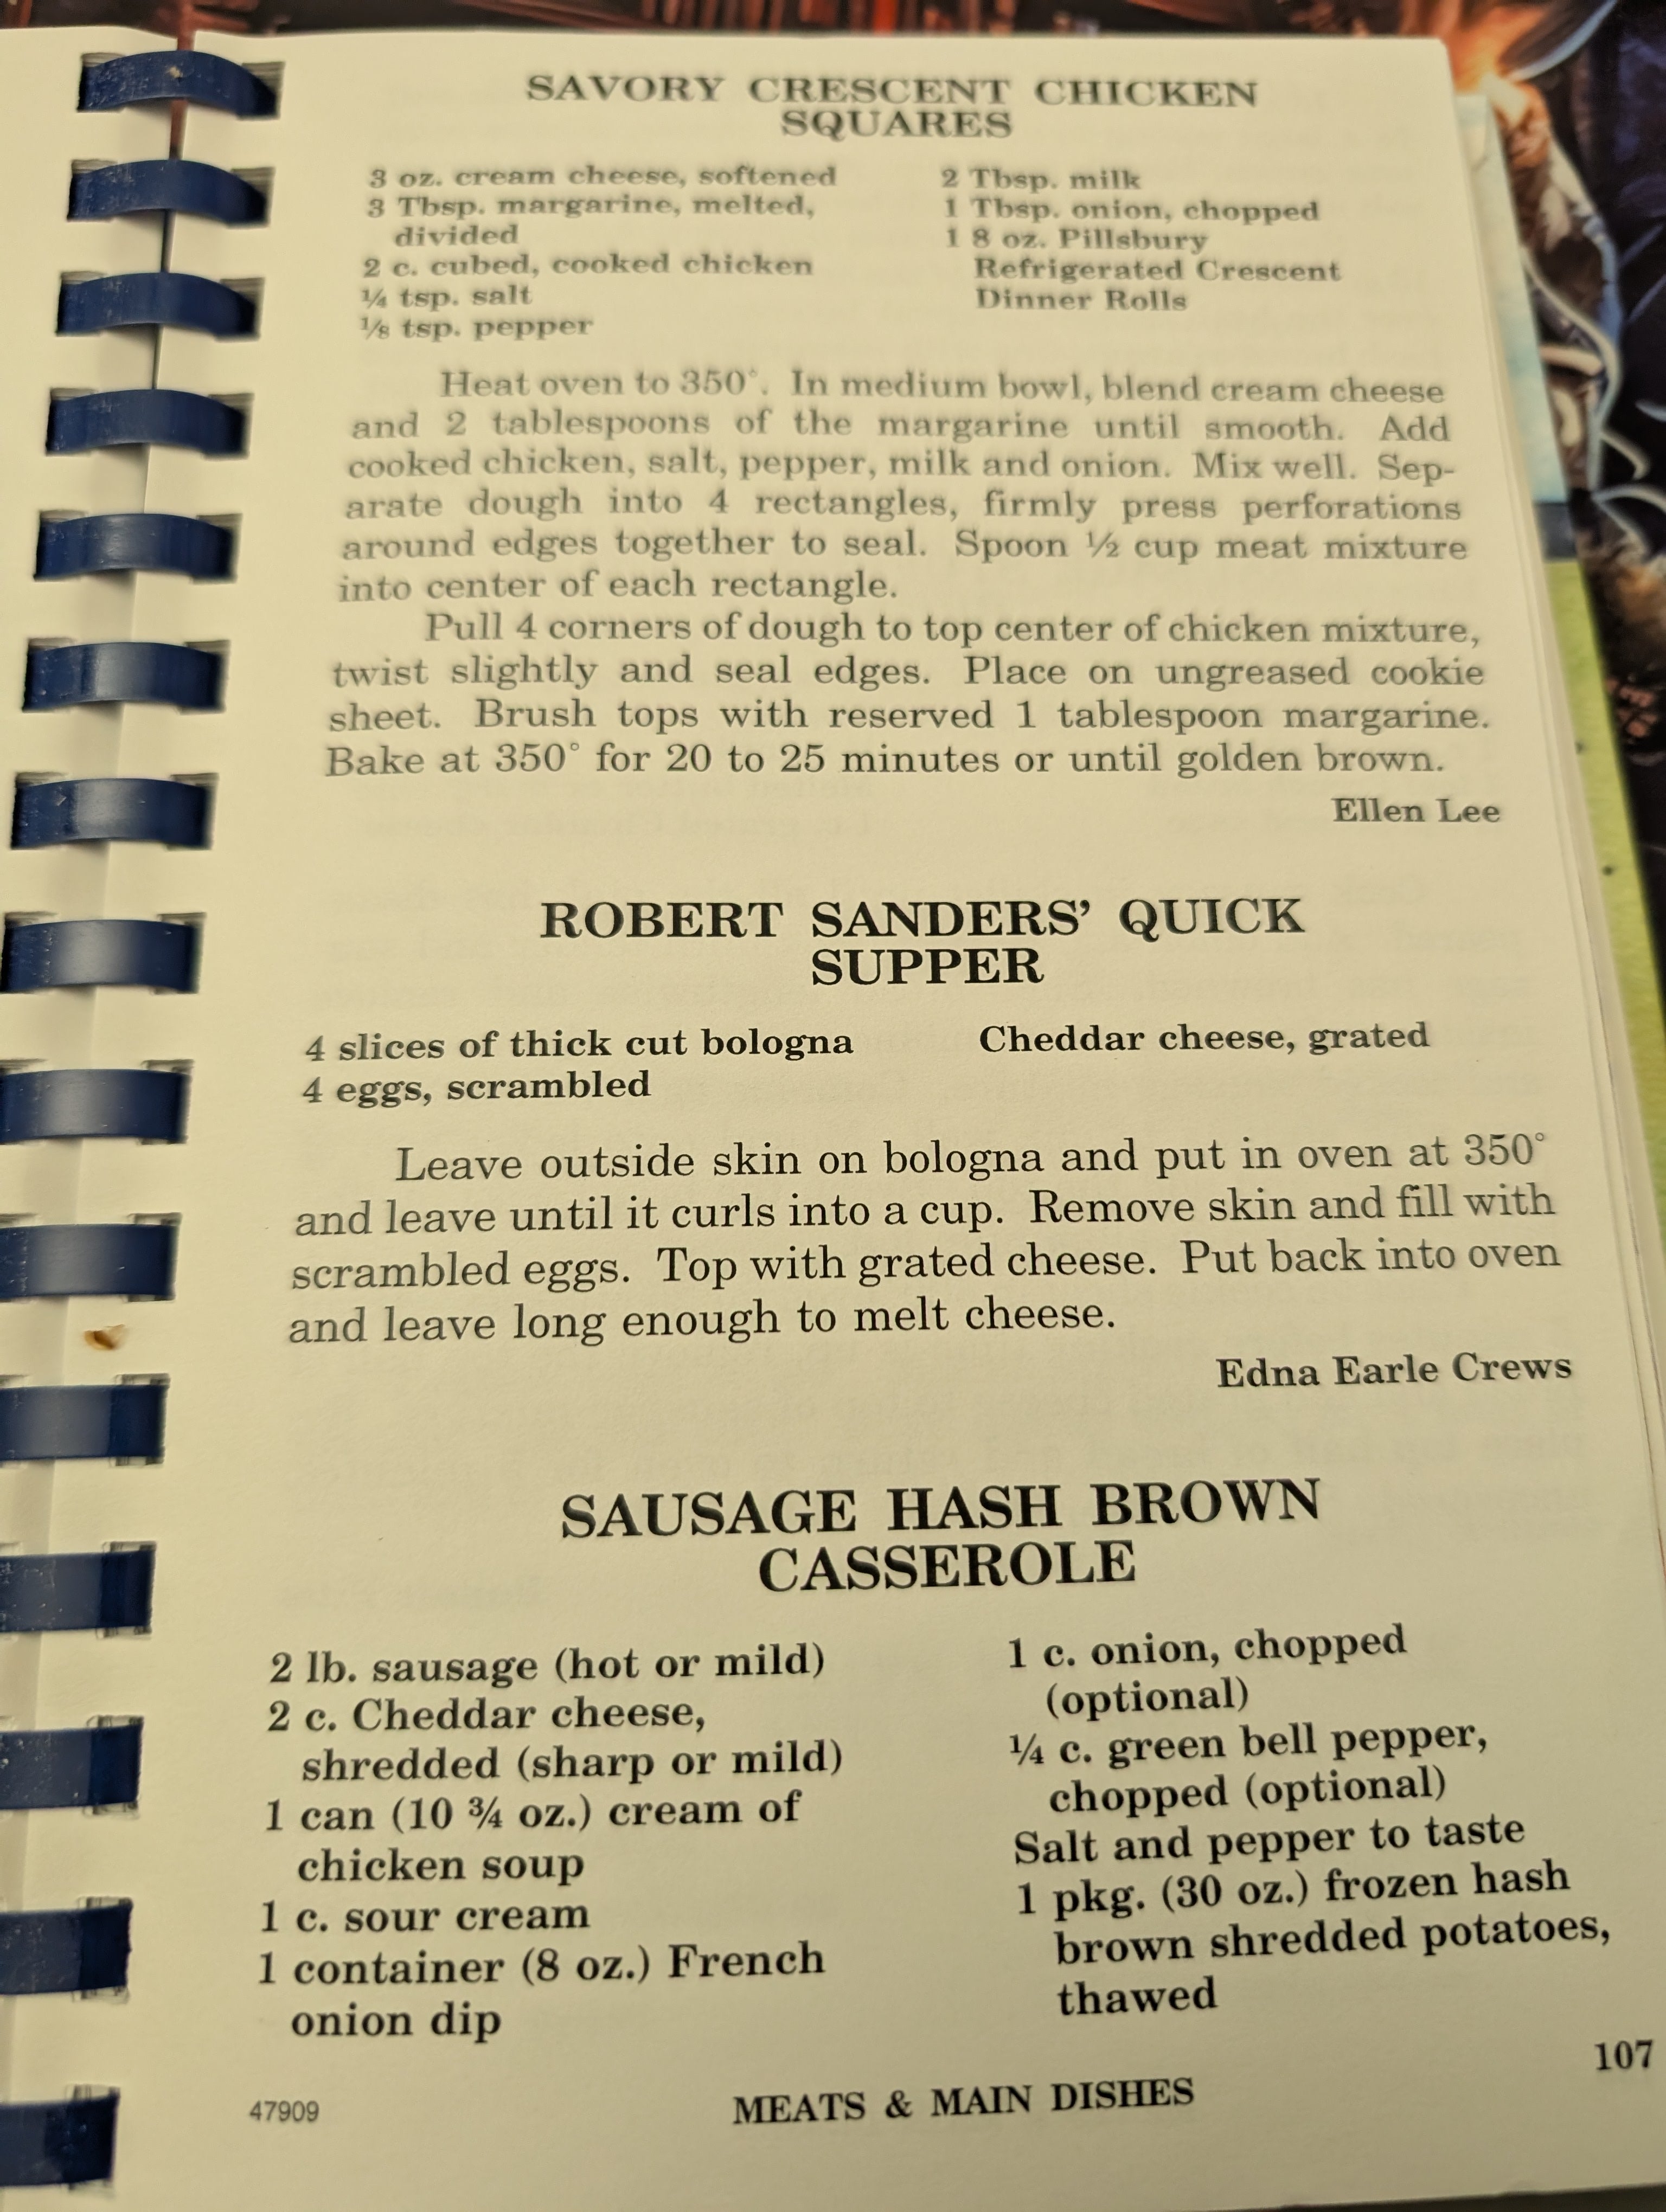 SAVORY CRESCENT CHICKEN
SQUARES
3 oz. cream cheese, softened
3 Tbsp. margarine, melted,
divided
2 c. cubed, cooked chicken
¼ tsp. salt
⅛ tsp. pepper
2 Tbsp. milk
1 Tbsp. onion, chopped
1 8 oz. Pillsbury
Refrigerated Crescent
Dinner Rolls
Heat oven to 350°. In medium bowl, blend cream cheese
and 2 tablespoons of the margarine until smooth. Add
cooked chicken, salt, pepper, milk and onion. Mix well. Sep-
arate dough into 4 rectangles, firmly press perforations
around edges together to seal. Spoon ½ cup meat mixture
into center of each rectangle.
Pull 4 corners of dough to top center of chicken mixture,
twist slightly and seal edges. Place on ungreased cookie
sheet. Brush tops with reserved 1 tablespoon margarine.
Bake at 350° for 20 to 25 minutes or until golden brown.
Ellen Lee
ROBERT SANDERS' QUICK
SUPPER
4 slices of thick cut bologna
4 eggs, scrambled
Cheddar cheese, grated
Leave outside skin on bologna and put in oven at 350°
and leave until it curls into a cup. Remove skin and fill with
scrambled eggs. Top with grated cheese. Put back into oven
and leave long enough to melt cheese.
Edna Earle Crews
SAUSAGE HASH BROWN
CASSEROLE
2 lb. sausage (hot or mild)
2 c. Cheddar cheese,
shredded (sharp or mild)
1 can (10 ¾ oz.) cream of
chicken soup
1 c. sour cream
1 container (8 oz.) French
onion dip
1 c. onion, chopped
(optional)
¼ c. green bell pepper,
chopped (optional)
Salt and pepper to taste
1 pkg. (30 oz.) frozen hash
brown shredded potatoes,
thawed
47909
MEATS & MAIN DISHES
107